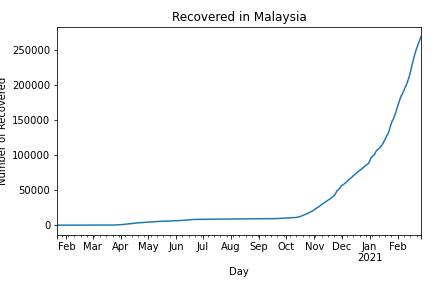 Recovered in Malaysia
Number of Recovered
250000
200000
150000
100000
50000
0
Feb Mar Apr May Jun Jul Aug Sep Oct Nov Dec Jan Feb
2021
Day